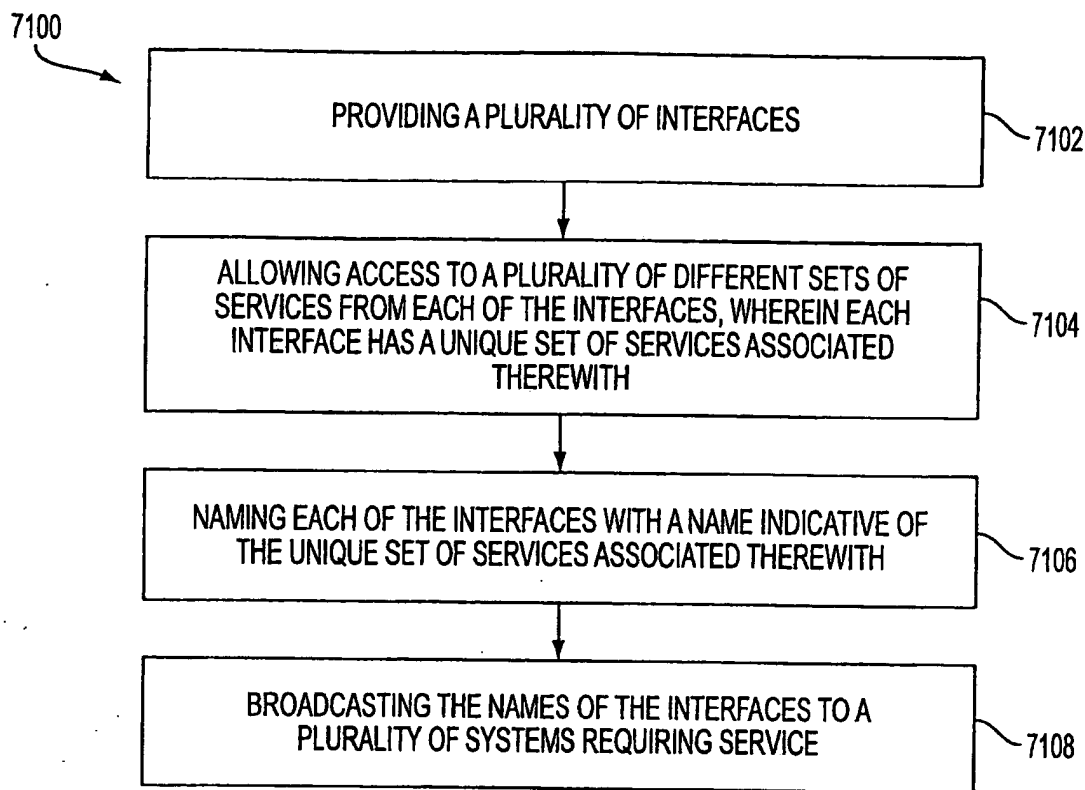 7100
PROVIDING A PLURALITY OF INTERFACES
7102
ALLOWING ACCESS TO A PLURALITY OF DIFFERENT SETS OF
SERVICES FROM EACH OF THE INTERFACES, WHEREIN EACH
INTERFACE HAS A UNIQUE SET OF SERVICES ASSOCIATED
THEREWITH
7104
NAMING EACH OF THE INTERFACES WITH A NAME INDICATIVE OF
THE UNIQUE SET OF SERVICES ASSOCIATED THEREWITH
7106
BROADCASTING THE NAMES OF THE INTERFACES TO A
PLURALITY OF SYSTEMS REQUIRING SERVICE
7108